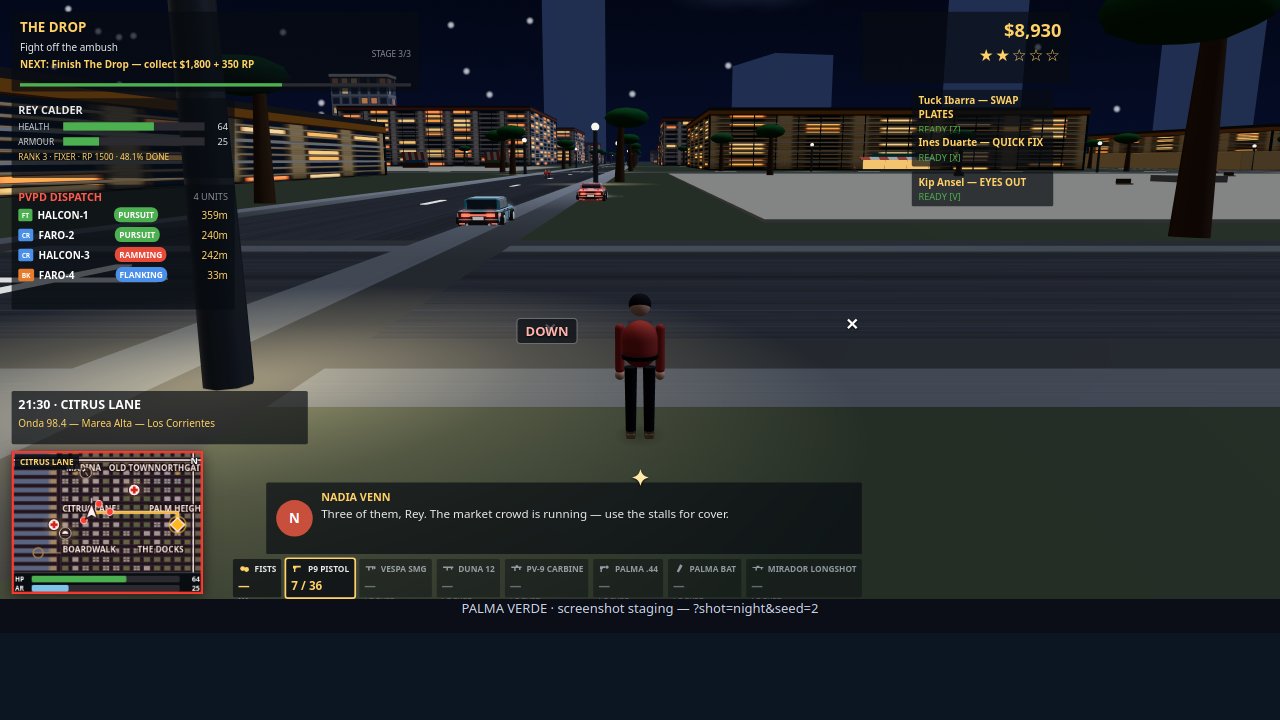 THE DROP
Fight off the ambush
STAGE 3/3
NEXT: Finish The Drop — collect $1,800 + 350 RP
$8,930
REY CALDER
HEALTH 64
ARMOUR 25
RANK 3 · FIXER · RP 1500 · 48.1% DONE
Tuck Ibarra — SWAP
PLATES
READY [Z]
Ines Duarte — QUICK FIX
READY [X]
Kip Ansel — EYES OUT
READY [V]
PVPD DISPATCH 4 UNITS
FT HALCON-1 PURSUIT 359m
CR FARO-2 PURSUIT 240m
CR HALCON-3 RAMMING 242m
BK FARO-4 FLANKING 33m
DOWN
21:30 · CITRUS LANE
Onda 98.4 — Marea Alta — Los Corrientes
CITRUS LANE
N
OLD TOWN NORTHGAT
PALM HEIGH
BOARDWALK THE DOCKS
HP 64
AR 25
N
NADIA VENN
Three of them, Rey. The market crowd is running — use the stalls for cover.
FISTS
—
P9 PISTOL
7 / 36
VESPA SMG
—
DUNA 12
—
PV-9 CARBINE
—
PALMA .44
—
PALMA BAT
—
MIRADOR LONGSHOT
—
PALMA VERDE · screenshot staging — ?shot=night&seed=2